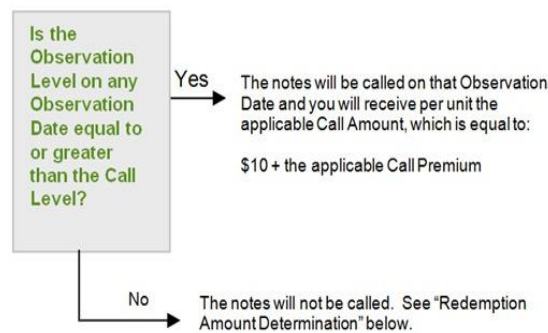 Is the
Observation
Level on any
Observation
Date equal to
or greater
than the Call
Level?
Yes
The notes will be called on that Observation
Date and you will receive per unit the
applicable Call Amount, which is equal to:
$10 + the applicable Call Premium
No
The notes will not be called. See “Redemption
Amount Determination” below.